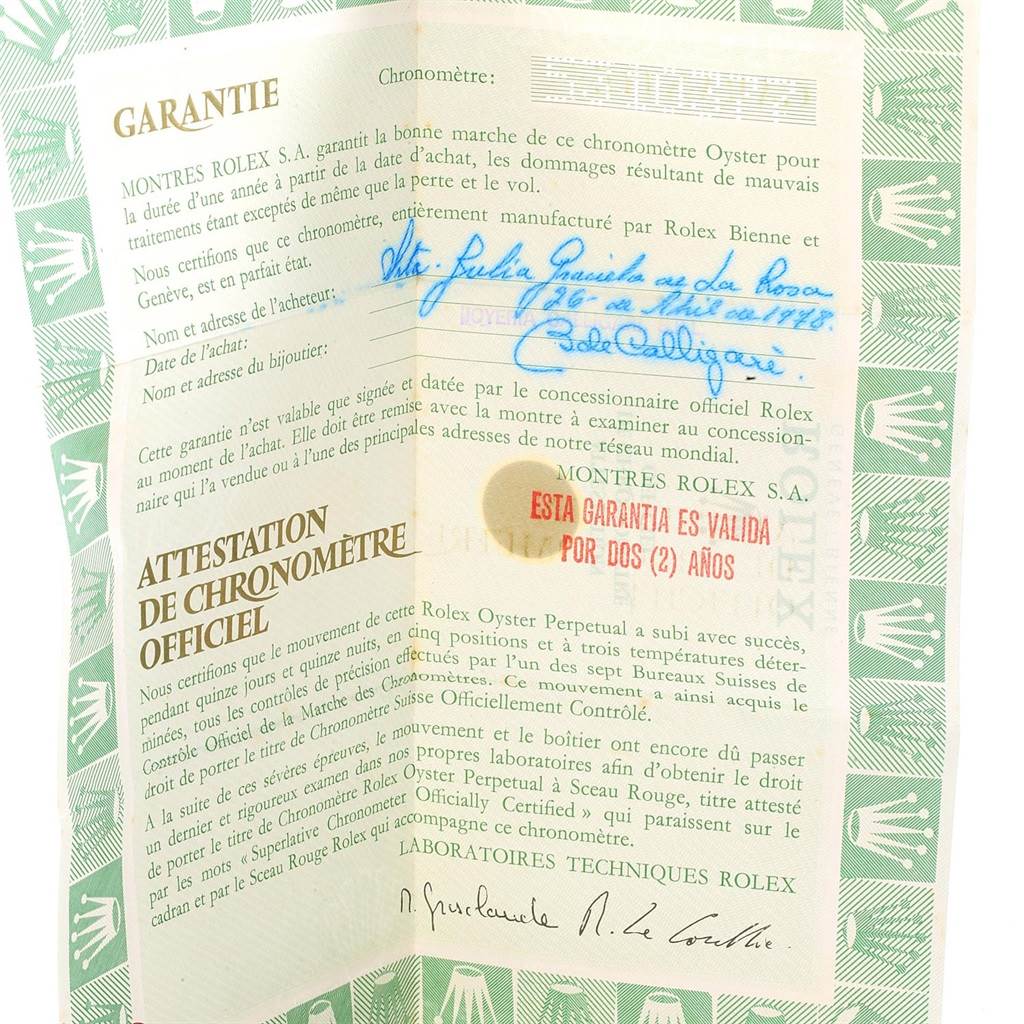 GARANTIE
Chronomètre:
MONTRES ROLEX S.A. garantit la bonne marche de ce chronomètre Oyster pour
la durée d'une année à partir de la date d'achat, les dommages résultant de mauvais
traitements étant exceptés de même que la perte et le vol.
Nous certifions que ce chronomètre, entièrement manufacturé par Rolex Bienne et
Genève, est en parfait état.
Nom et adresse de l'acheteur: Srta. Julia Graciela de La Rosa
Date de l'achat: 26- de Abril de 1978.
Nom et adresse du bijoutier:
B de Calligari.
Cette garantie n'est valable que signée et datée par le concessionnaire officiel Rolex
au moment de l'achat. Elle doit être remise avec la montre à examiner au concession-
naire qui l'a vendue ou à l'une des principales adresses de notre réseau mondial.
MONTRES ROLEX S.A.
ESTA GARANTIA ES VALIDA
POR DOS (2) AÑOS
ATTESTATION
DE CHRONOMÈTRE
OFFICIEL
Nous certifions que le mouvement de cette Rolex Oyster Perpetual a subi avec succès,
pendant quinze jours et quinze nuits, en cinq positions et à trois températures déter-
minées, tous les contrôles de précision effectués par l'un des sept Bureaux Suisses de
Contrôle Officiel de la Marche des Chronomètres. Ce mouvement a ainsi acquis le
droit de porter le titre de Chronomètre Suisse Officiellement Contrôlé.
A la suite de ces sévères épreuves, le mouvement et le boîtier ont encore dû passer
un dernier et rigoureux examen dans nos propres laboratoires afin d'obtenir le droit
de porter le titre de Chronomètre Rolex Oyster Perpetual à Sceau Rouge, titre attesté
par les mots « Superlative Chronometer Officially Certified » qui paraissent sur le
cadran et par le Sceau Rouge Rolex qui accompagne ce chronomètre.
LABORATOIRES TECHNIQUES ROLEX